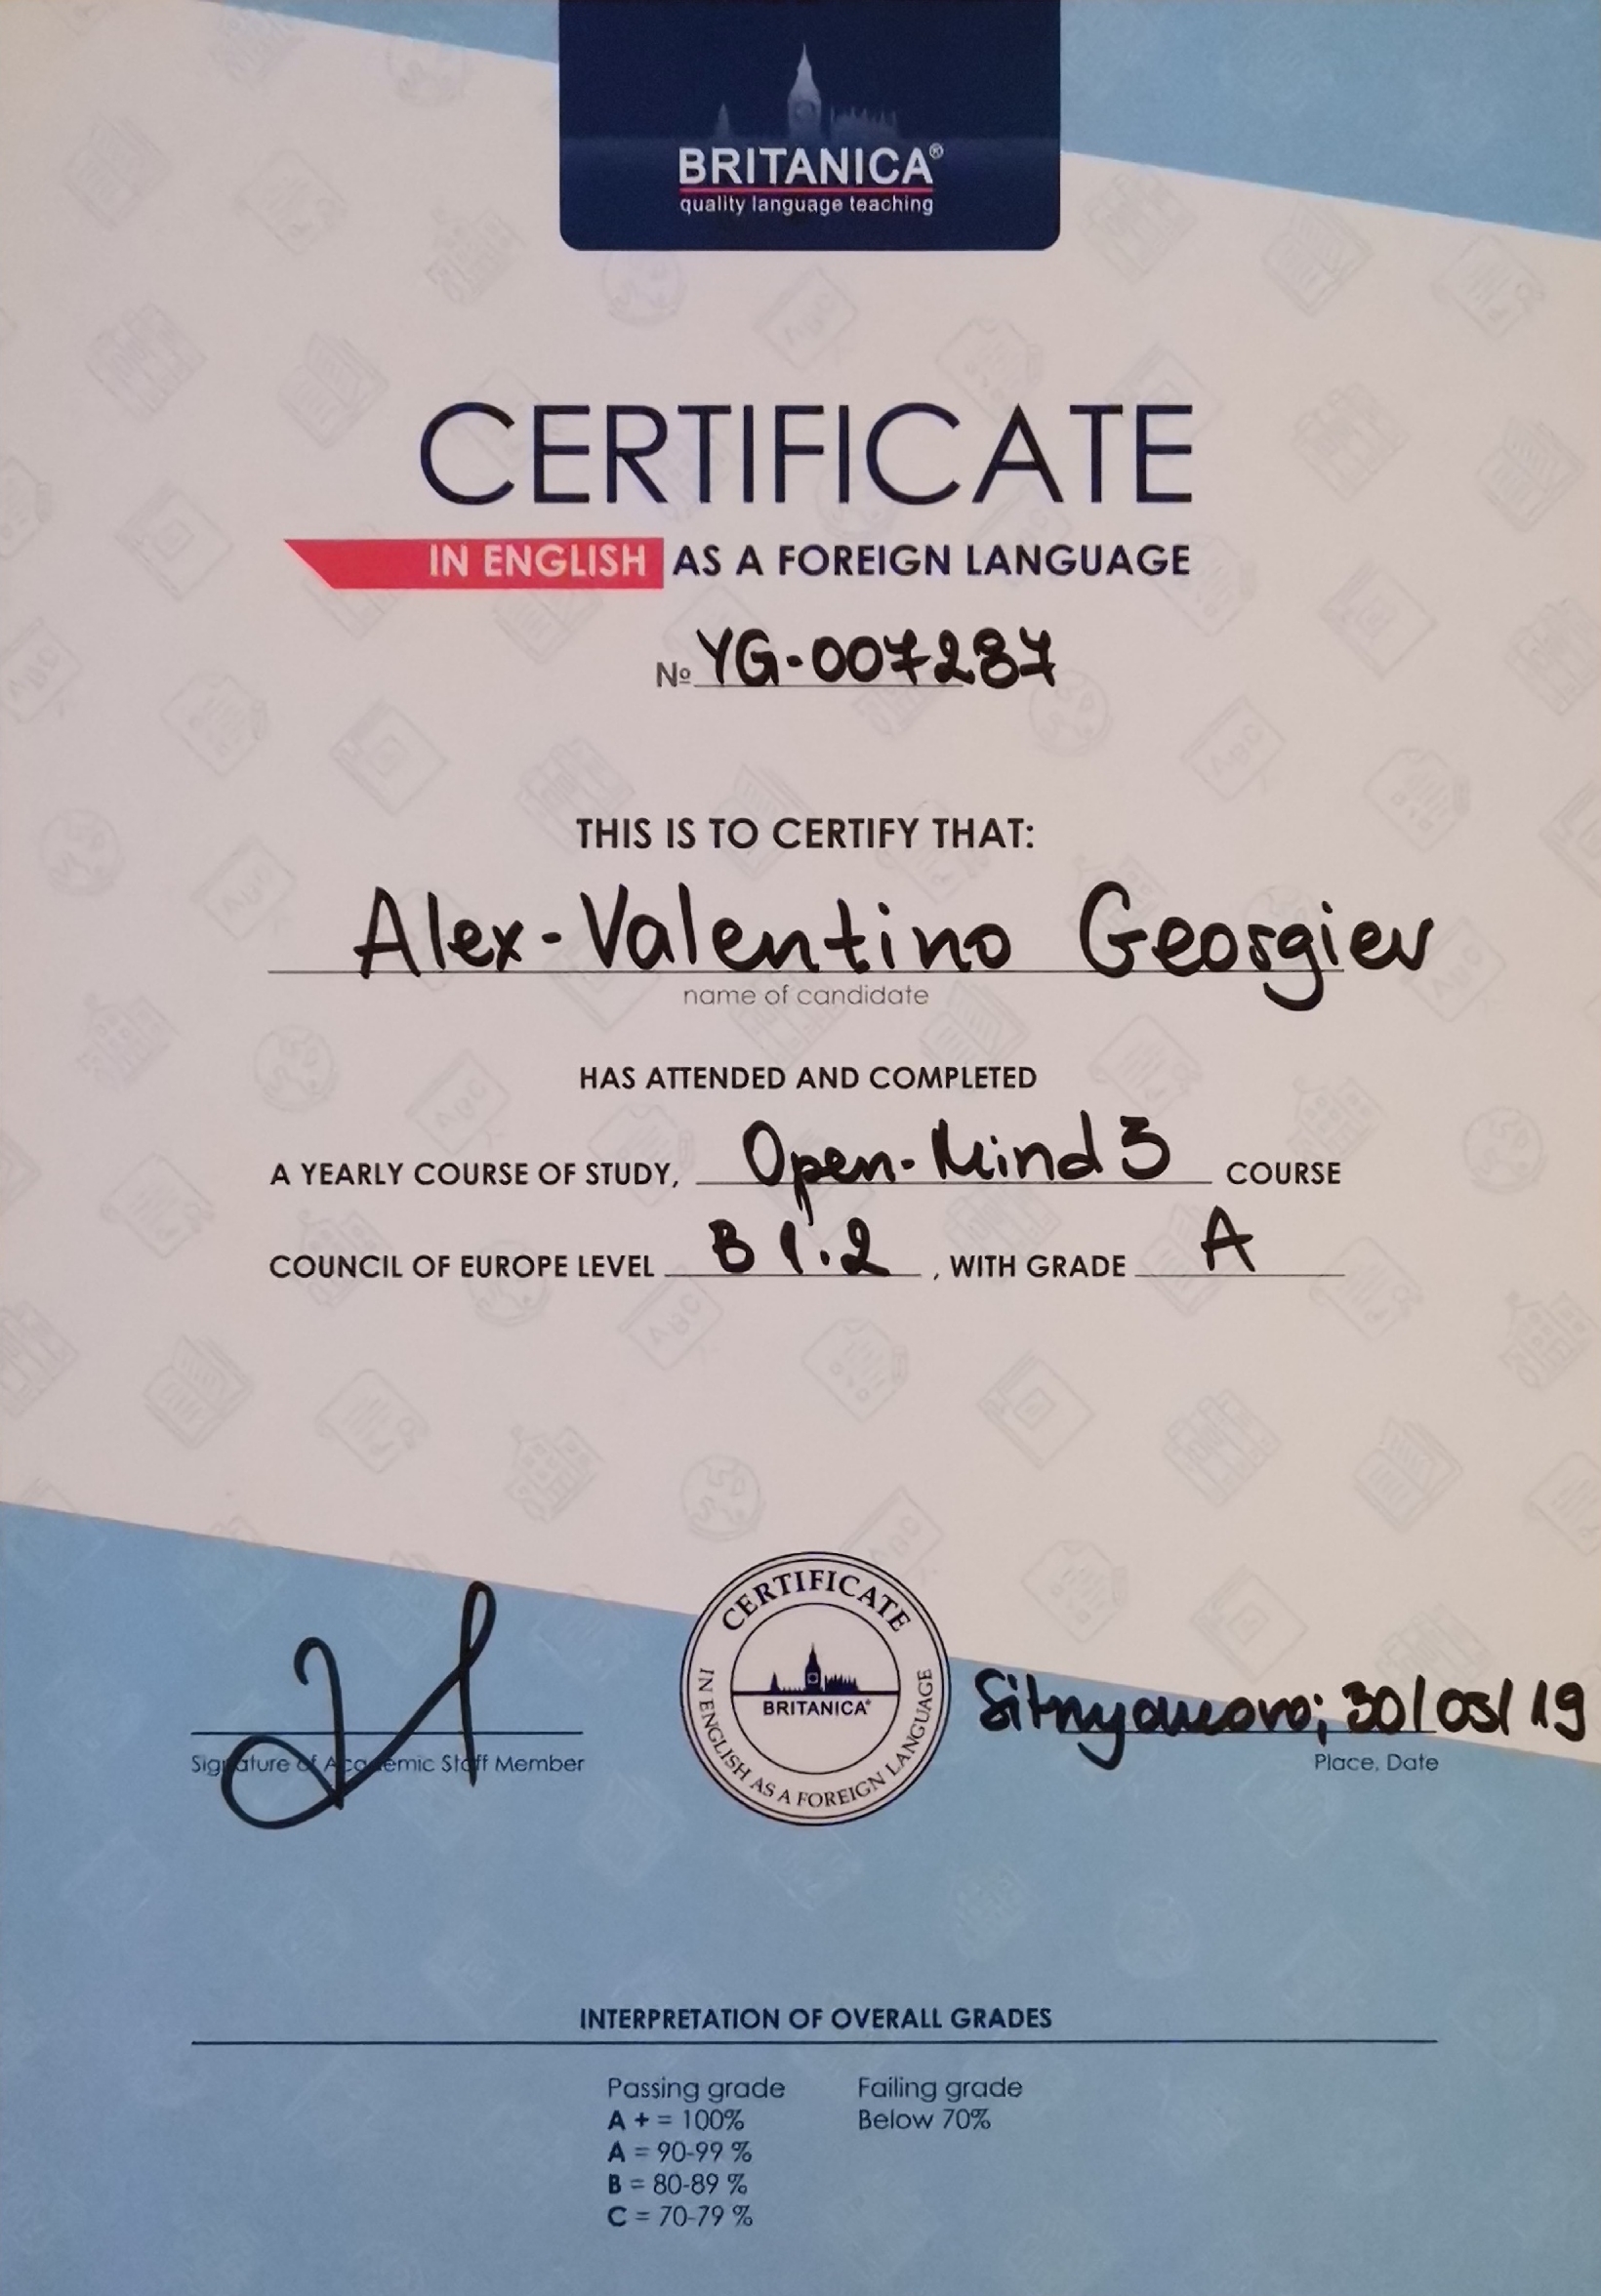 BRITANICA®
quality language teaching
CERTIFICATE
IN ENGLISH AS A FOREIGN LANGUAGE
№ YG-007287
THIS IS TO CERTIFY THAT:
Alex-Valentino Georgiev
name of candidate
HAS ATTENDED AND COMPLETED
A YEARLY COURSE OF STUDY, Open-Mind 3 COURSE
COUNCIL OF EUROPE LEVEL B 1.2, WITH GRADE A
CERTIFICATE
BRITANICA®
IN ENGLISH AS A FOREIGN LANGUAGE
Sitnyakovo; 30/05/19
Signature of Academic Staff Member
Place, Date
INTERPRETATION OF OVERALL GRADES
Passing grade Failing grade
A + = 100% Below 70%
A = 90-99 %
B = 80-89 %
C = 70-79 %